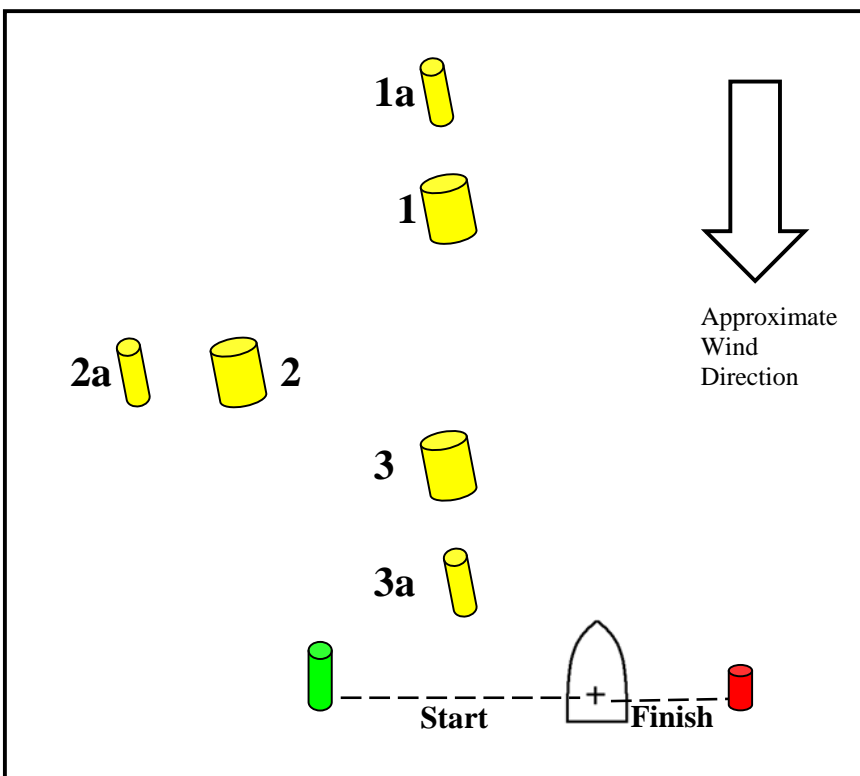 1a
1
Approximate
Wind
Direction
2a 2
3
3a
Start Finish